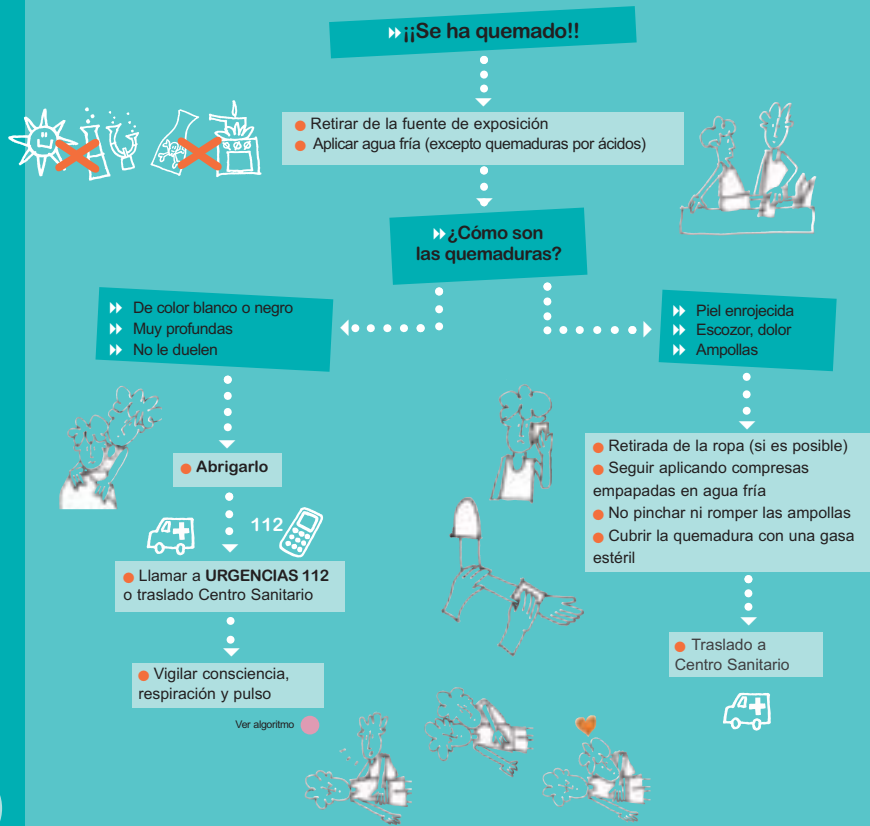 ¡¡Se ha quemado!!
Retirar de la fuente de exposición
Aplicar agua fría (excepto quemaduras por ácidos)
¿Cómo son
las quemaduras?
De color blanco o negro
Muy profundas
No le duelen
Piel enrojecida
Escozor, dolor
Ampollas
Abrigarlo
112
Llamar a URGENCIAS 112
o traslado Centro Sanitario
Vigilar consciencia,
respiración y pulso
Ver algoritmo
Retirada de la ropa (si es posible)
Seguir aplicando compresas
empapadas en agua fría
No pinchar ni romper las ampollas
Cubrir la quemadura con una gasa
estéril
Traslado a
Centro Sanitario